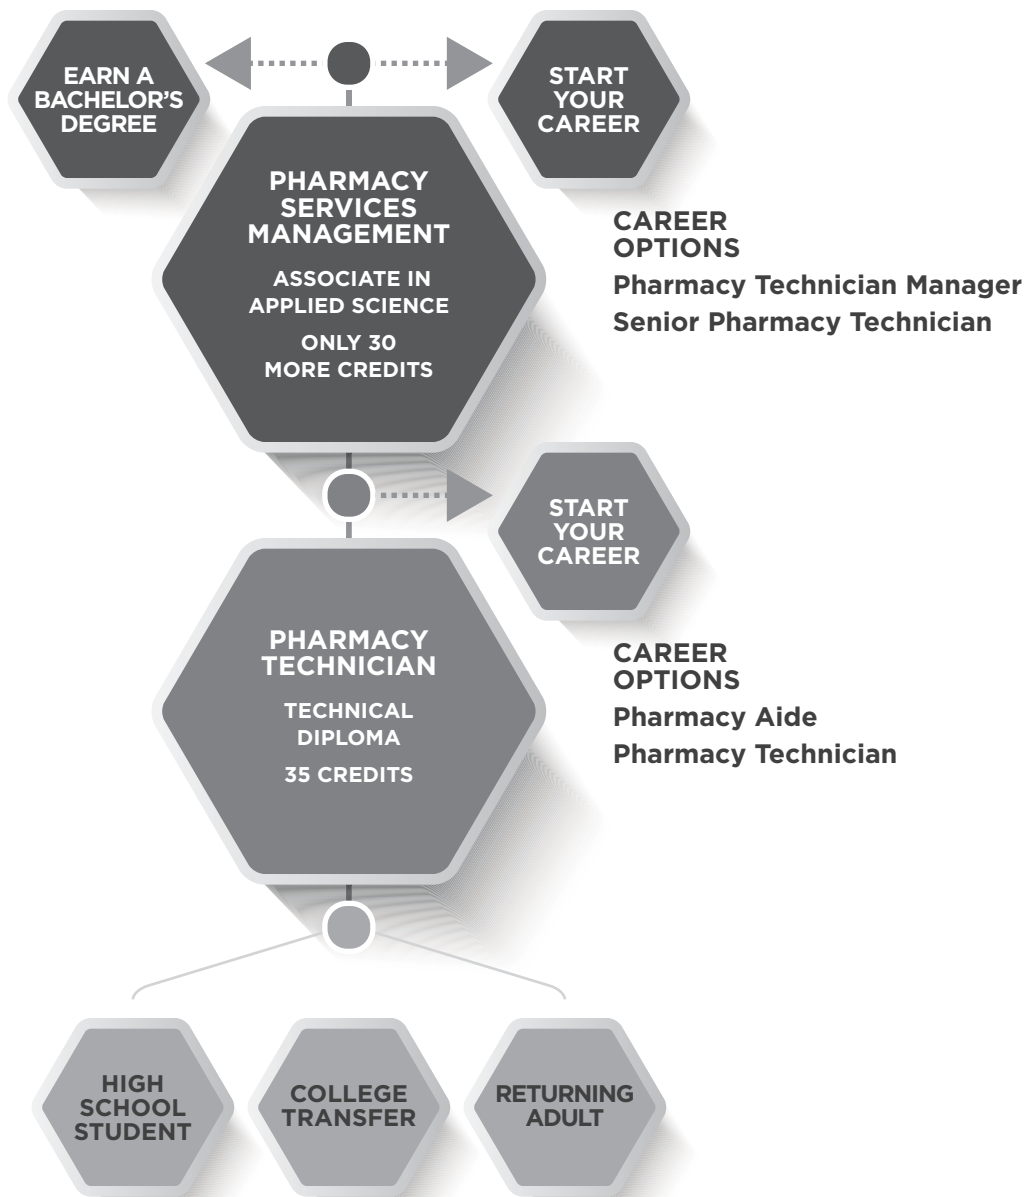 EARN A
BACHELOR'S
DEGREE
START
YOUR
CAREER
PHARMACY
SERVICES
MANAGEMENT
ASSOCIATE IN
APPLIED SCIENCE
ONLY 30
MORE CREDITS
CAREER
OPTIONS
Pharmacy Technician Manager
Senior Pharmacy Technician
START
YOUR
CAREER
PHARMACY
TECHNICIAN
TECHNICAL
DIPLOMA
35 CREDITS
CAREER
OPTIONS
Pharmacy Aide
Pharmacy Technician
HIGH
SCHOOL
STUDENT
COLLEGE
TRANSFER
RETURNING
ADULT